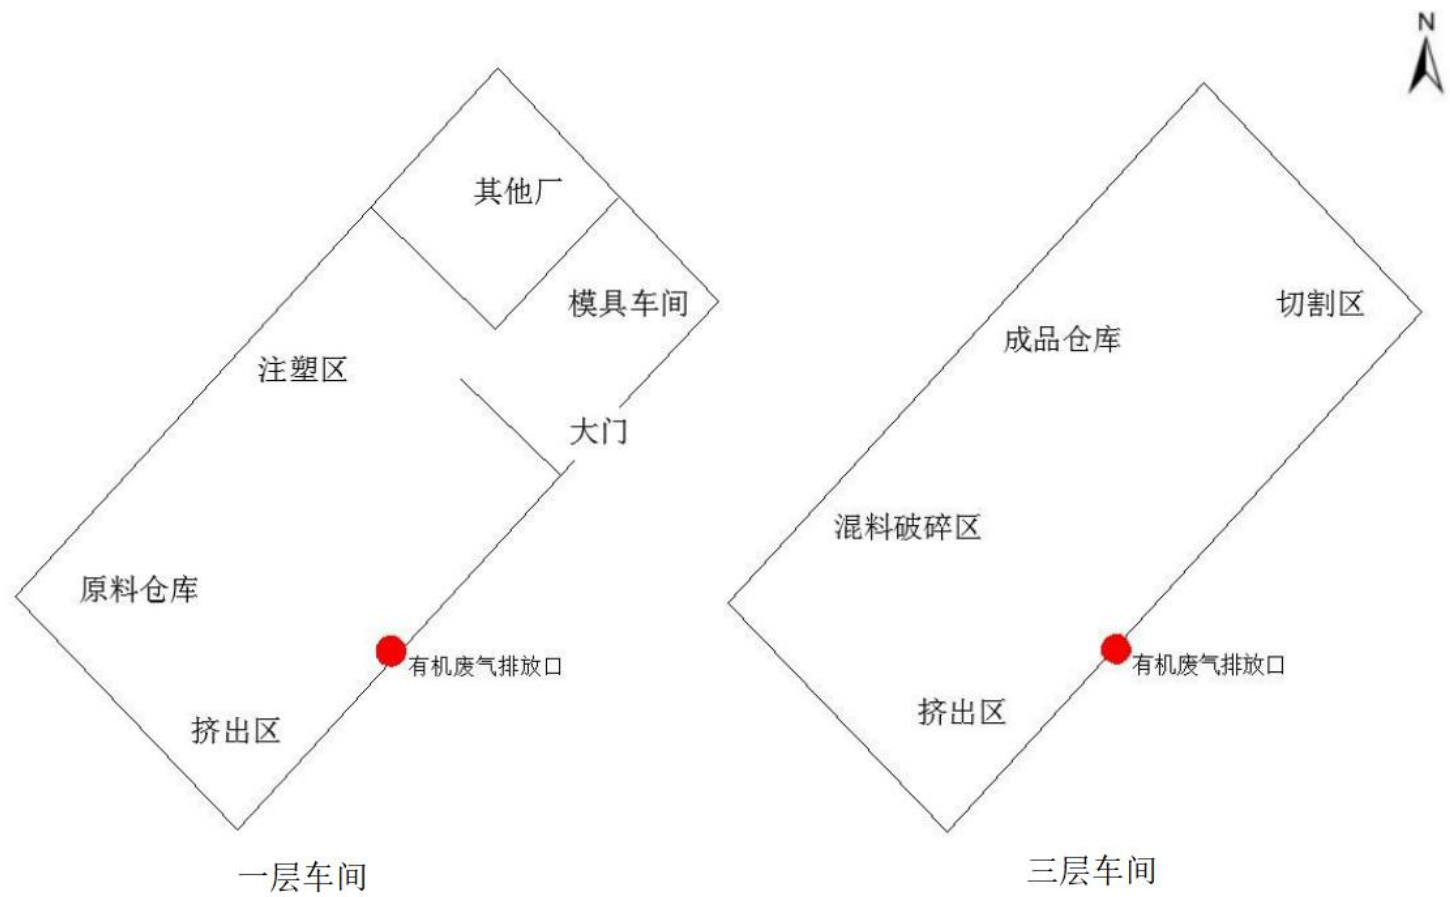 N
其他厂
模具车间
注塑区
大门
原料仓库
有机废气排放口
挤出区
一层车间
切割区
成品仓库
混料破碎区
有机废气排放口
挤出区
三层车间